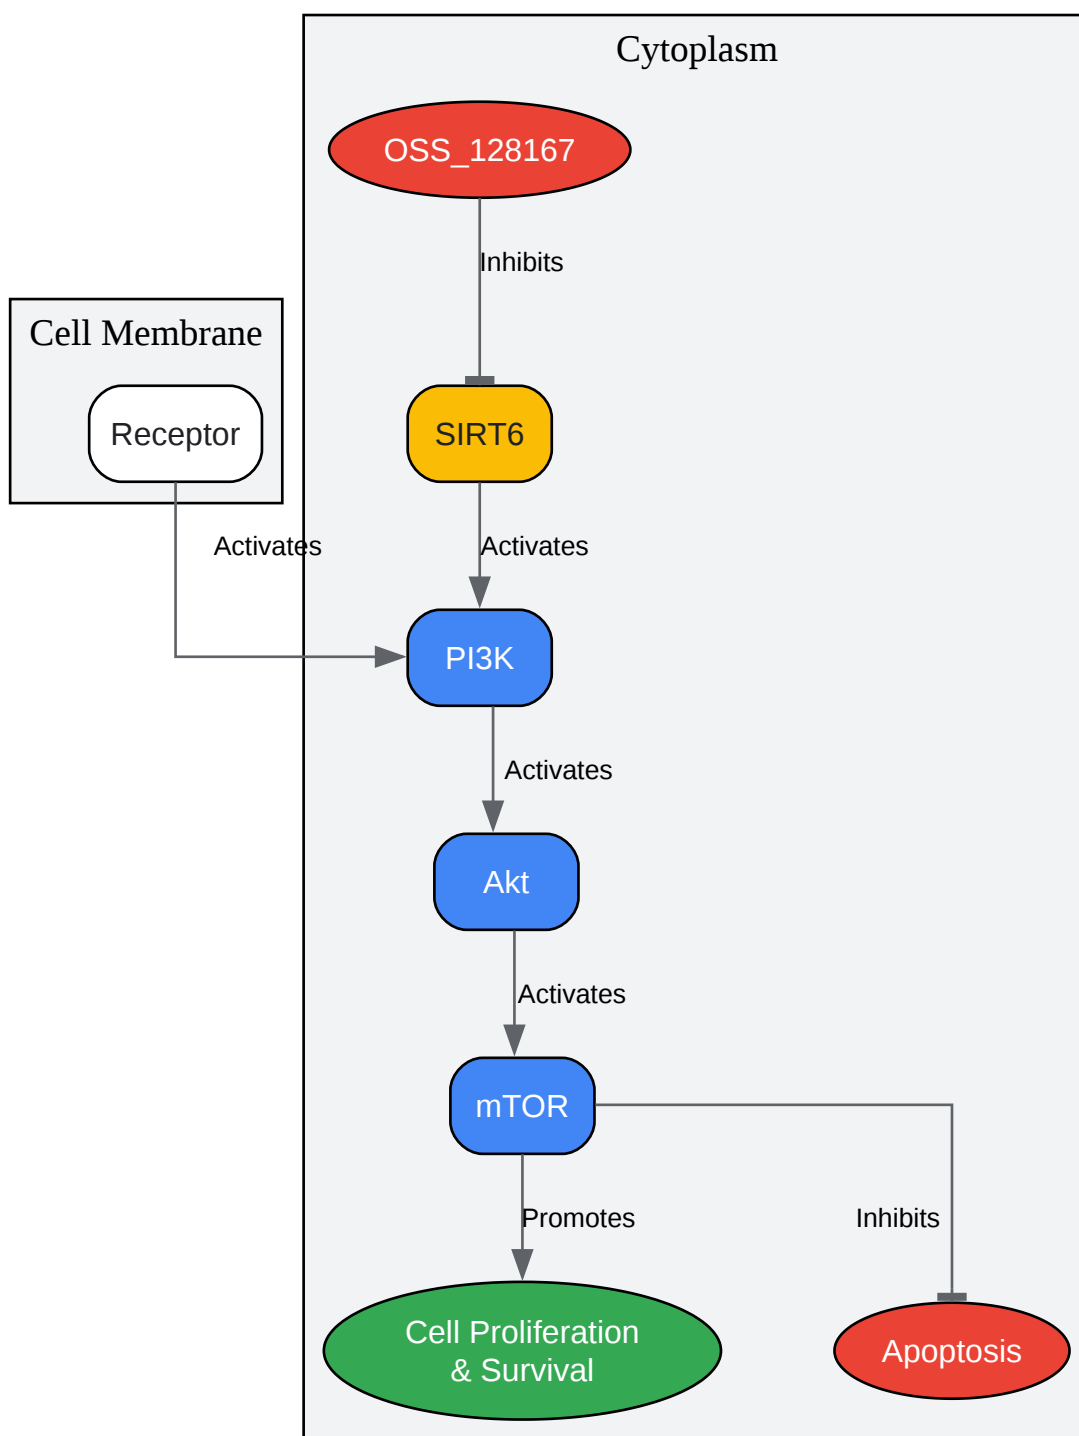 Cytoplasm
OSS_128167
Inhibits
Cell Membrane
Receptor
SIRT6
Activates
Activates
PI3K
Activates
Akt
Activates
mTOR
Promotes
Inhibits
Cell Proliferation
& Survival
Apoptosis